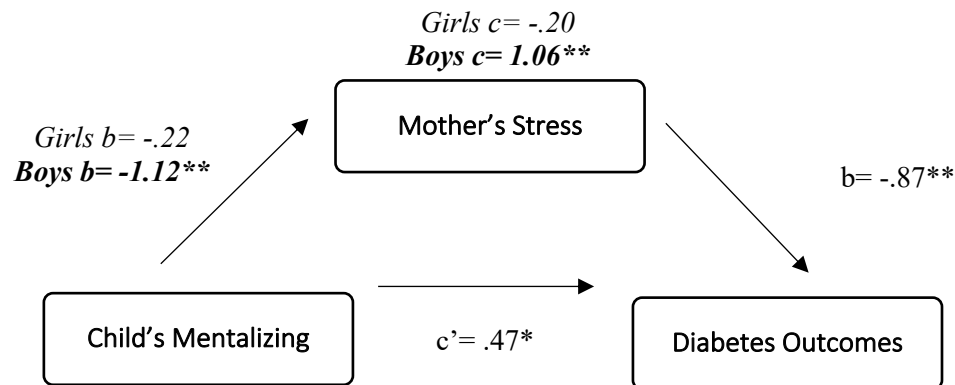 Girls c= -.20
Boys c= 1.06**
Mother's Stress
Girls b= -.22
Boys b= -1.12**
b= -.87**
Child's Mentalizing
c'= .47*
Diabetes Outcomes